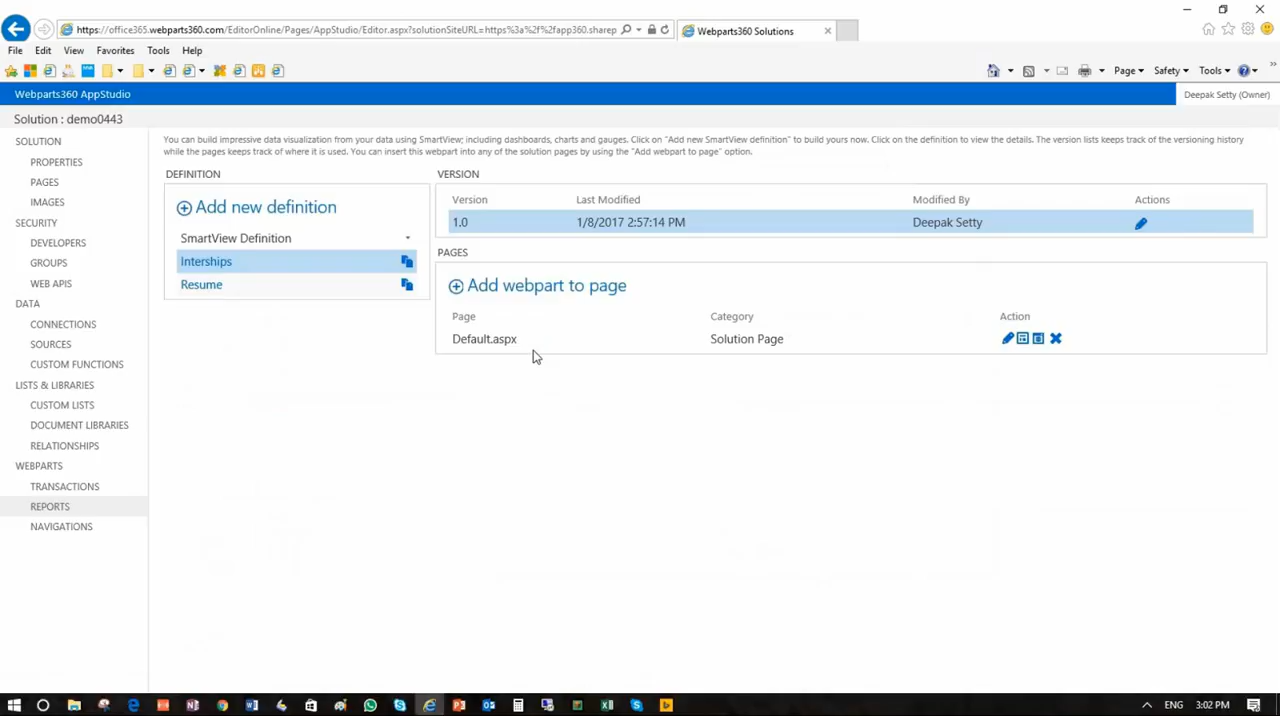 https://office365.webparts360.com/EditorOnline/Pages/AppStudio/Editor.aspx?solutionSiteURL=https%3a%2f%2fapp360.sharep
Webparts360 Solutions
File Edit View Favorites Tools Help
Page Safety Tools
Webparts360 AppStudio
Deepak Setty (Owner)
Solution : demo0443
SOLUTION
PROPERTIES
PAGES
IMAGES
SECURITY
DEVELOPERS
GROUPS
WEB APIS
DATA
CONNECTIONS
SOURCES
CUSTOM FUNCTIONS
LISTS & LIBRARIES
CUSTOM LISTS
DOCUMENT LIBRARIES
RELATIONSHIPS
WEBPARTS
TRANSACTIONS
REPORTS
NAVIGATIONS
You can build impressive data visualization from your data using SmartView; including dashboards, charts and gauges. Click on "Add new SmartView definition" to build yours now. Click on the definition to view the details. The version lists keeps track of the versioning history
while the pages keeps track of where it is used. You can insert this webpart into any of the solution pages by using the "Add webpart to page" option.
DEFINITION
Add new definition
SmartView Definition
Interships
Resume
VERSION
Version Last Modified Modified By Actions
1.0 1/8/2017 2:57:14 PM Deepak Setty
PAGES
Add webpart to page
Page Category Action
Default.aspx Solution Page
ENG 3:02 PM